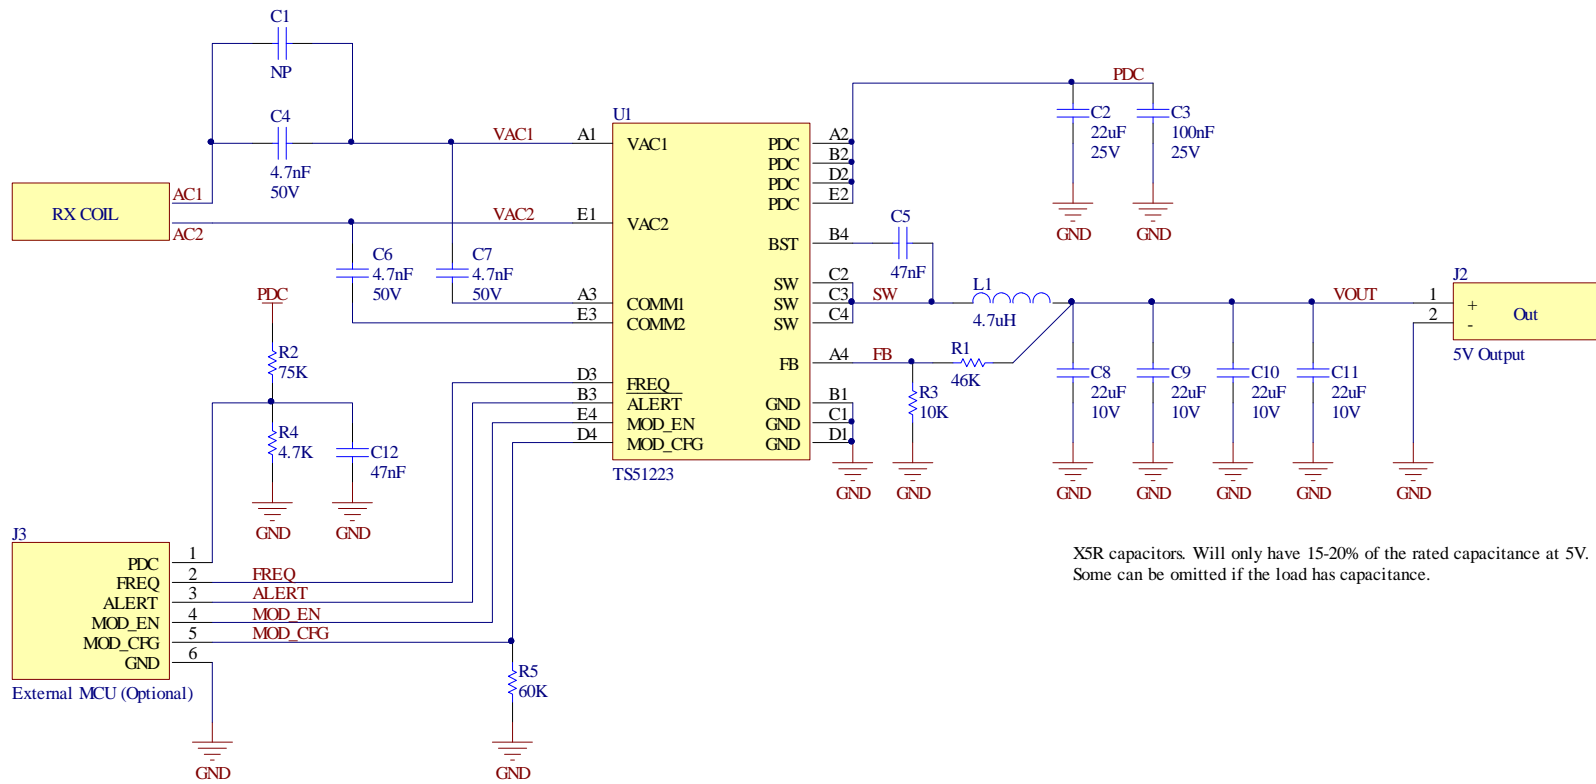 C1
NP
C4
4.7nF
50V
RX COIL
AC1
AC2
VAC1
A1
VAC2
E1
C6
4.7nF
50V
C7
4.7nF
50V
A3
E3
PDC
R2
75K
R4
4.7K
C12
47nF
GND
GND
D3
B3
E4
D4
U1
VAC1
VAC2
COMM1
COMM2
FREQ
ALERT
MOD_EN
MOD_CFG
PDC
PDC
PDC
PDC
BST
SW
SW
SW
FB
GND
GND
GND
TS51223
A2
B2
D2
E2
B4
C2
C3
C4
A4
B1
C1
D1
PDC
C2
22uF
25V
C3
100nF
25V
GND
GND
C5
47nF
SW
L1
4.7uH
FB
R1
46K
R3
10K
GND
GND
VOUT
C8
22uF
10V
C9
22uF
10V
C10
22uF
10V
C11
22uF
10V
GND
GND
GND
GND
GND
J2
1
2
+
-
Out
5V Output
X5R capacitors. Will only have 15-20% of the rated capacitance at 5V.
Some can be omitted if the load has capacitance.
J3
PDC
FREQ
ALERT
MOD_EN
MOD_CFG
GND
1
2
3
4
5
6
External MCU (Optional)
FREQ
ALERT
MOD_EN
MOD_CFG
R5
60K
GND
GND